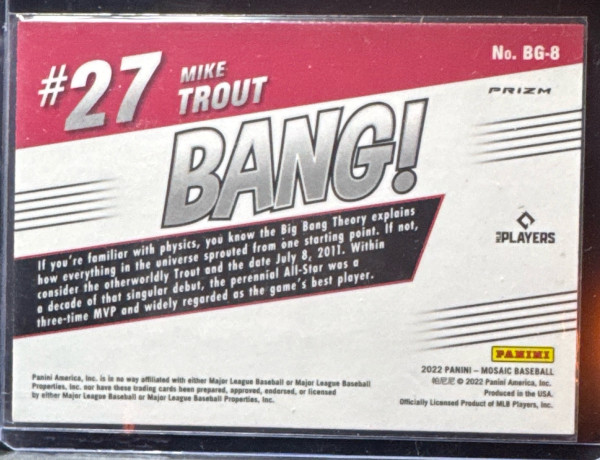 No. BG-8
#27 MIKE
TROUT
PRIZM
BANG!
If you're familiar with physics, you know the Big Bang Theory explains
how everything in the universe sprouted from one starting point. If not,
consider the otherworldly Trout and the date July 8, 2011. Within
a decade of that singular debut, the perennial All-Star was a
three-time MVP and widely regarded as the game's best player.
MLB PLAYERS
PANINI
2022 PANINI – MOSAIC BASEBALL
帕尼尼 © 2022 Panini America, Inc.
Produced in the USA.
Officially Licensed Product of MLB Players, Inc.
Panini America, Inc. is in no way affiliated with either Major League Baseball or Major League Baseball
Properties, Inc. nor have these trading cards been prepared, approved, endorsed, or licensed
by either Major League Baseball or Major League Baseball Properties, Inc.